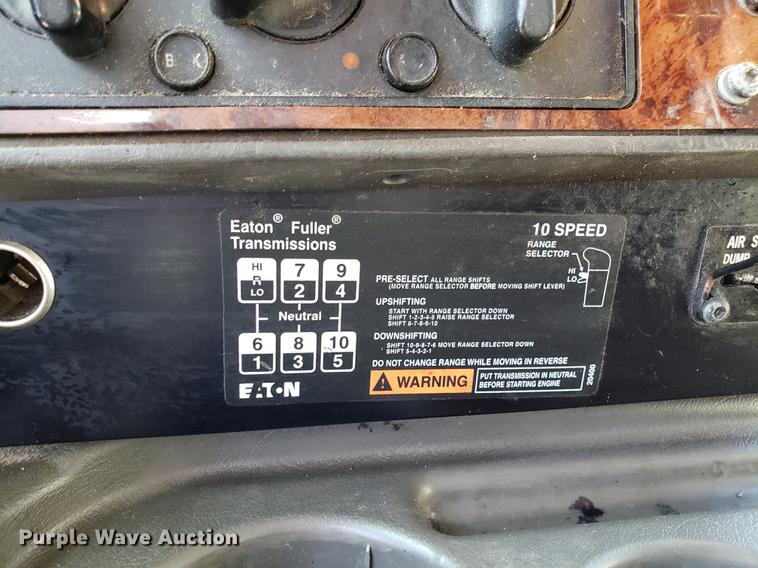 B K
Eaton® Fuller®
Transmissions
10 SPEED
RANGE
SELECTOR
HI
LO
HI
R
LO
7
2
9
4
Neutral
6
1
8
3
10
5
EATON
PRE-SELECT ALL RANGE SHIFTS
(MOVE RANGE SELECTOR BEFORE MOVING SHIFT LEVER)
UPSHIFTING
START WITH RANGE SELECTOR DOWN
SHIFT 1-2-3-4-5 RAISE RANGE SELECTOR
SHIFT 6-7-8-9-10
DOWNSHIFTING
SHIFT 10-9-8-7-6 MOVE RANGE SELECTOR DOWN
SHIFT 5-4-3-2-1
DO NOT CHANGE RANGE WHILE MOVING IN REVERSE
WARNING
PUT TRANSMISSION IN NEUTRAL
BEFORE STARTING ENGINE
20400
AIR S
DUMP
Purple Wave Auction